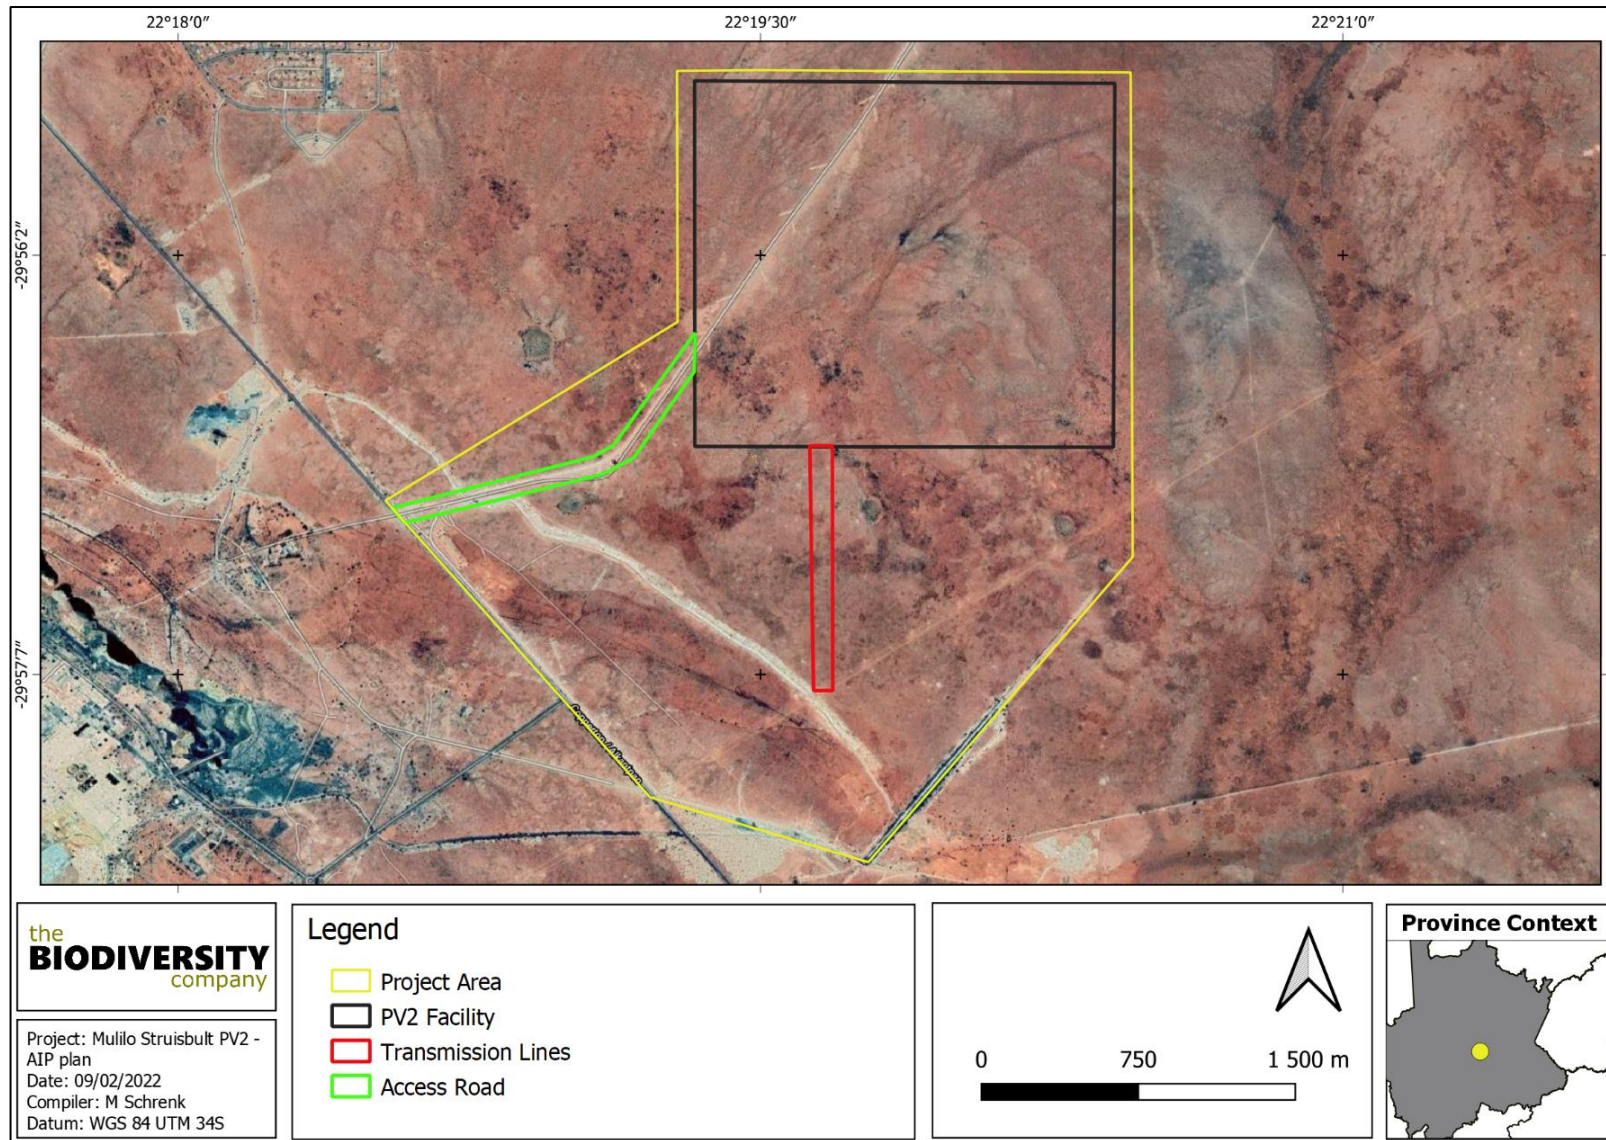 22°18′0″
22°19′30″
22°21′0″
-29°56′2″
-29°57′7″
the
BIODIVERSITY
company
Project: Mulilo Struisbult PV2 -
AIP plan
Date: 09/02/2022
Compiler: M Schrenk
Datum: WGS 84 UTM 34S
Legend
Project Area
PV2 Facility
Transmission Lines
Access Road
0 750 1 500 m
Province Context